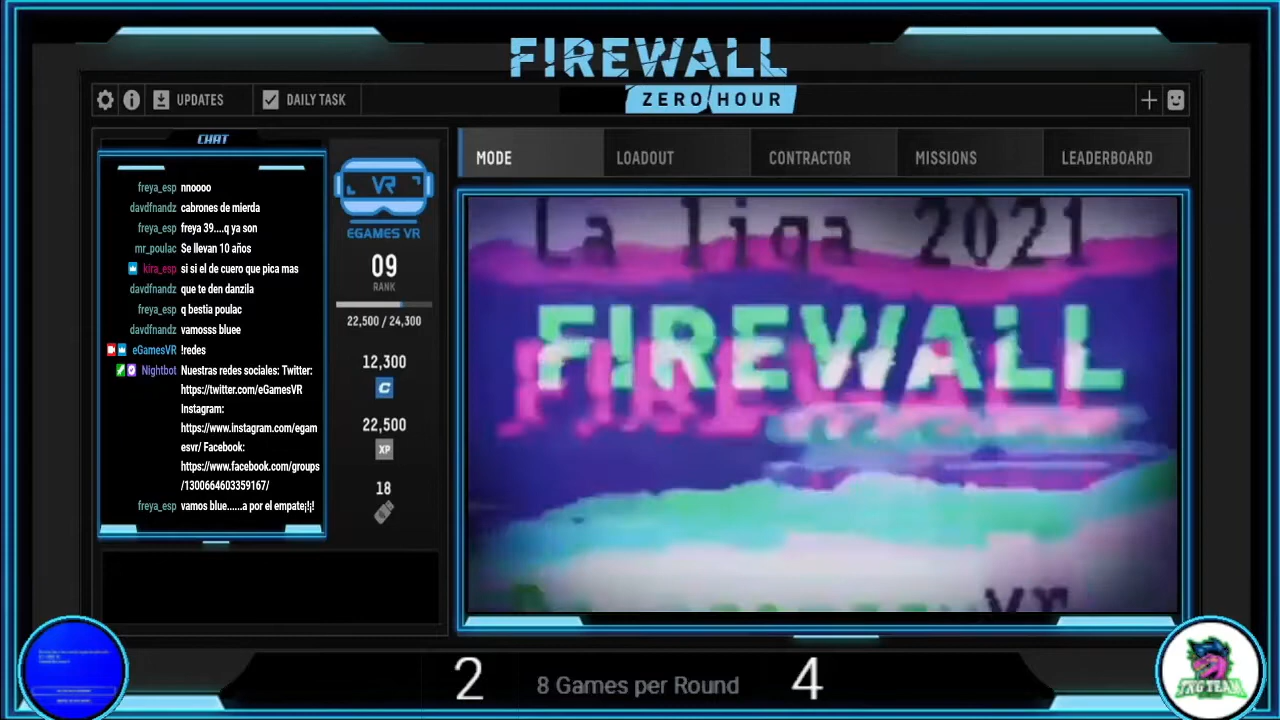 FIREWALL
ZERO HOUR
UPDATES
DAILY TASK
CHAT
freya_esp nnoooo
davdfnandz cabrones de mierda
freya_esp freya 39....q ya son
mr_poulac Se llevan 10 años
kira_esp si si el de cuero que pica mas
davdfnandz que te den danzila
freya_esp q bestia poulac
davdfnandz vamosss bluee
eGamesVR !redes
Nightbot Nuestras redes sociales: Twitter:
https://twitter.com/eGamesVR
Instagram:
https://www.instagram.com/egam
esvr/ Facebook:
https://www.facebook.com/groups
/1300664603359167/
freya_esp vamos blue......a por el empate¡!¡!
VR
EGAMES VR
09
RANK
22,500 / 24,300
12,300
C
22,500
XP
18
MODE
LOADOUT
CONTRACTOR
MISSIONS
LEADERBOARD
La liga 2021
FIREWALL
vr
2
8 Games per Round
4
TEAM